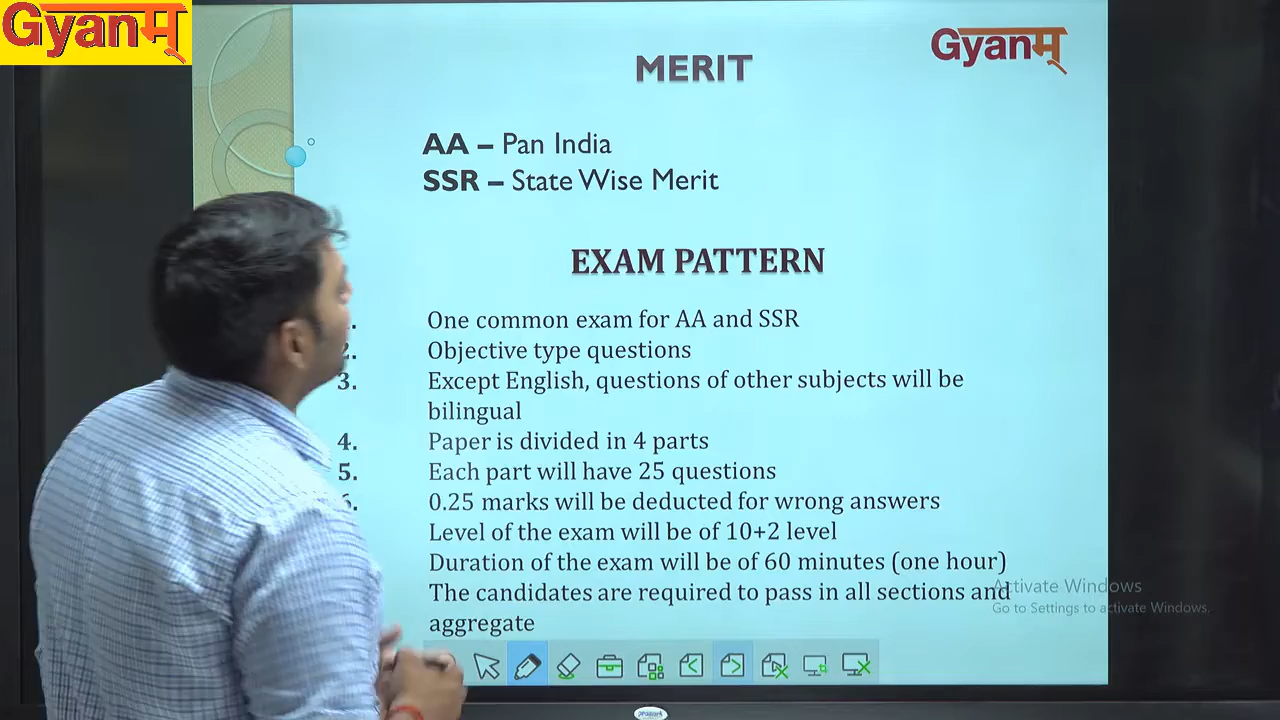 Gyanम्
Gyanम्
MERIT
AA – Pan India
SSR – State Wise Merit
EXAM PATTERN
One common exam for AA and SSR
2. Objective type questions
3. Except English, questions of other subjects will be
bilingual
4. Paper is divided in 4 parts
5. Each part will have 25 questions
0.25 marks will be deducted for wrong answers
Level of the exam will be of 10+2 level
Duration of the exam will be of 60 minutes (one hour)
The candidates are required to pass in all sections and
aggregate
Activate Windows
Go to Settings to activate Windows.